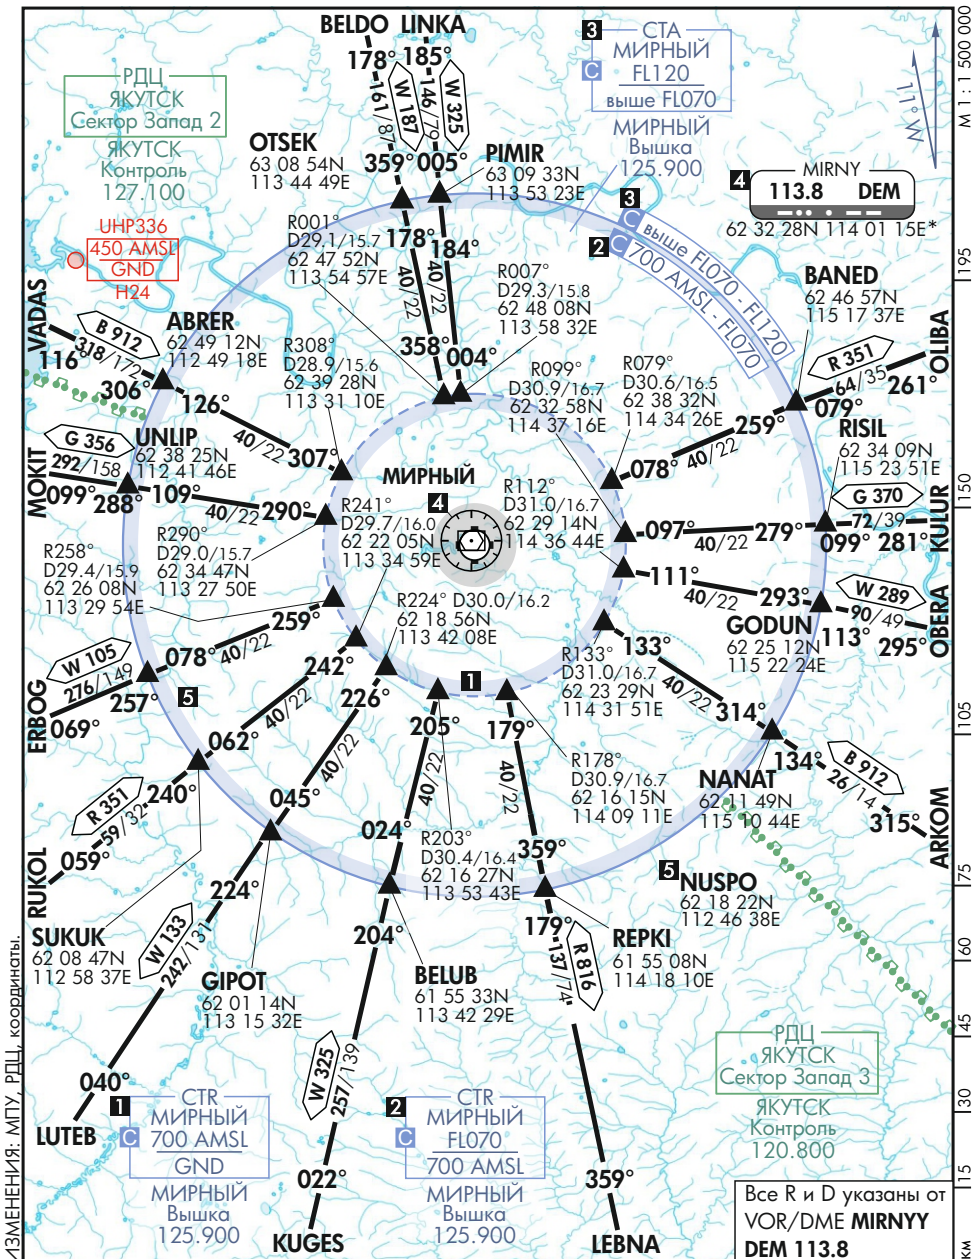 BELDO LINKA
178° 185°
161/87
W 187
146/79
W 325
359° 005°
3
СТА
МИРНЫЙ
C
FL120
выше FL070
МИРНЫЙ
Вышка
125.900
11°W
М 1 : 1 500 000
РДЦ
ЯКУТСК
Сектор Запад 2
ЯКУТСК
Контроль
127.100
OTSEK
63 08 54N
113 44 49E
PIMIR
63 09 33N
113 53 23E
4
MIRNY
113.8 DEM
62 32 28N 114 01 15E*
UHP336
450 AMSL
GND
H24
R001°
D29.1/15.7
62 47 52N
113 54 57E
178°
40/22
358°
184°
40/22
004°
R007°
D29.3/15.8
62 48 08N
113 58 32E
3
C выше FL070 - FL120
2
C 700 AMSL - FL070
BANED
62 46 57N
115 17 37E
195
VADAS
B 912
318/172
116°
306°
ABRER
62 49 12N
112 49 18E
126°
40/22
307°
R308°
D28.9/15.6
62 39 28N
113 31 10E
R099°
D30.9/16.7
62 32 58N
114 37 16E
R079°
D30.6/16.5
62 38 32N
114 34 26E
R 351
64/35
261°
OLIBA
079°
259°
40/22
078°
G 356
292/158
MOKIT
099°
288°
UNLIP
62 38 25N
112 41 46E
109°
40/22
290°
МИРНЫЙ
4
RISIL
62 34 09N
115 23 51E
150
G 370
72/39
KULUR
097°
40/22
279°
099°
281°
R241°
D29.7/16.0
62 22 05N
113 34 59E
R112°
D31.0/16.7
62 29 14N
114 36 44E
R258°
D29.4/15.9
62 26 08N
113 29 54E
R290°
D29.0/15.7
62 34 47N
113 27 50E
111°
40/22
293°
W 289
90/49
OBERA
113°
295°
GODUN
62 25 12N
115 22 24E
R224° D30.0/16.2
62 18 56N
113 42 08E
259°
40/22
078°
W 105
276/149
257°
ERBOG
069°
5
242°
40/22
062°
226°
40/22
045°
1
R133°
D31.0/16.7
62 23 29N
114 31 51E
133°
40/22
314°
105
205°
40/22
024°
179°
40/22
359°
R178°
D30.9/16.7
62 16 15N
114 09 11E
NANAT
62 11 49N
115 10 44E
134°
B 912
26/14
315°
ARKOM
R 351
59/32
240°
RUKOL
059°
R203°
D30.4/16.4
62 16 27N
113 53 43E
5
NUSPO
62 18 22N
112 46 38E
175
SUKUK
62 08 47N
112 58 37E
224°
W 133
242/131
GIPOT
62 01 14N
113 15 32E
204°
BELUB
61 55 33N
113 42 29E
179°
137/74
R 816
REPKI
61 55 08N
114 18 10E
160
145
130
РДЦ
ЯКУТСК
Сектор Запад 3
ЯКУТСК
Контроль
120.800
040°
LUTEB
1
CTR
МИРНЫЙ
C
700 AMSL
GND
МИРНЫЙ
Вышка
125.900
W 325
257/139
022°
KUGES
2
CTR
МИРНЫЙ
C
FL070
700 AMSL
МИРНЫЙ
Вышка
125.900
359°
LEBNA
115
Все R и D указаны от
VOR/DME MIRNYY
DEM 113.8
КМ
ИЗМЕНЕНИЯ: МПУ, РДЦ, координаты.